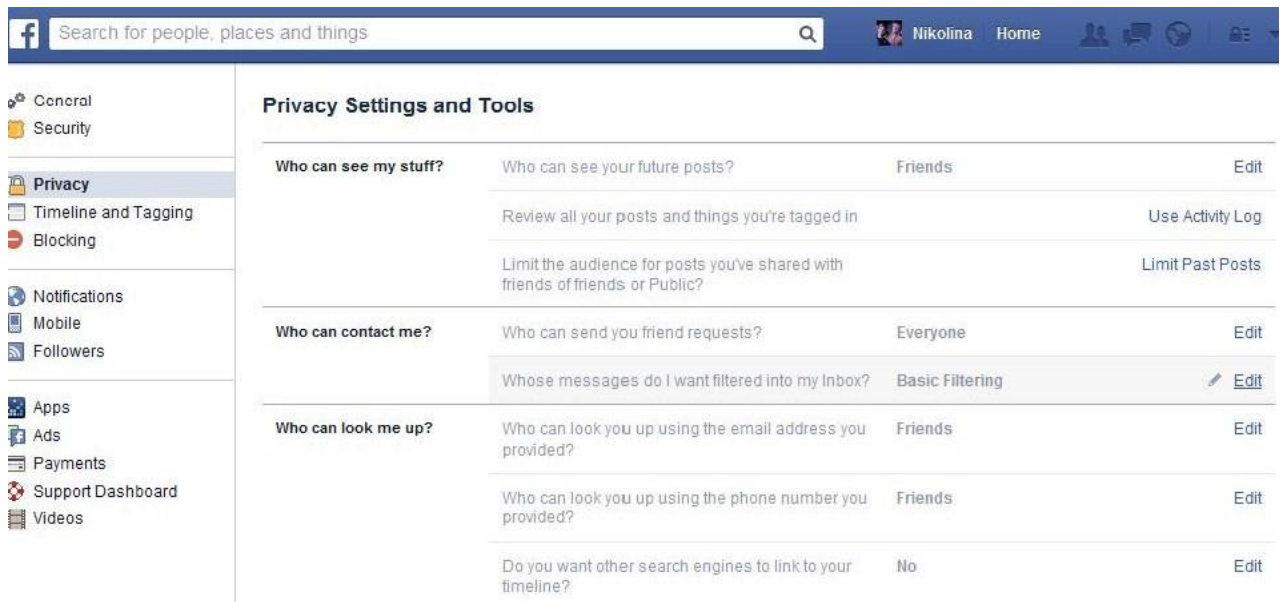 f
Search for people, places and things
Nikolina Home
General
Security
Privacy
Timeline and Tagging
Blocking
Notifications
Mobile
Followers
Apps
Ads
Payments
Support Dashboard
Videos
Privacy Settings and Tools
Who can see my stuff? Who can see your future posts? Friends Edit
Review all your posts and things you're tagged in Use Activity Log
Limit the audience for posts you've shared with Limit Past Posts
friends of friends or Public?
Who can contact me? Who can send you friend requests? Everyone Edit
Whose messages do I want filtered into my Inbox? Basic Filtering Edit
Who can look me up? Who can look you up using the email address you Friends Edit
provided?
Who can look you up using the phone number you Friends Edit
provided?
Do you want other search engines to link to your No Edit
timeline?